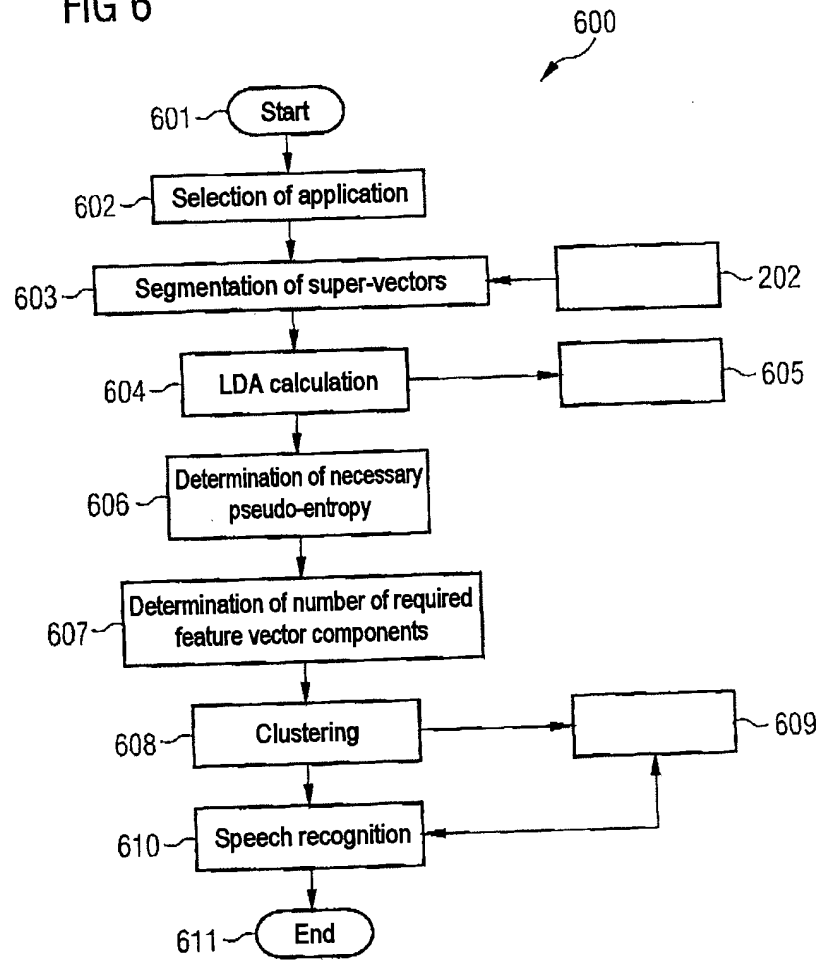 FIG 6
600
601
Start
602
Selection of application
603
Segmentation of super-vectors
202
604
LDA calculation
605
606
Determination of necessary
pseudo-entropy
607
Determination of number of required
feature vector components
608
Clustering
609
610
Speech recognition
611
End